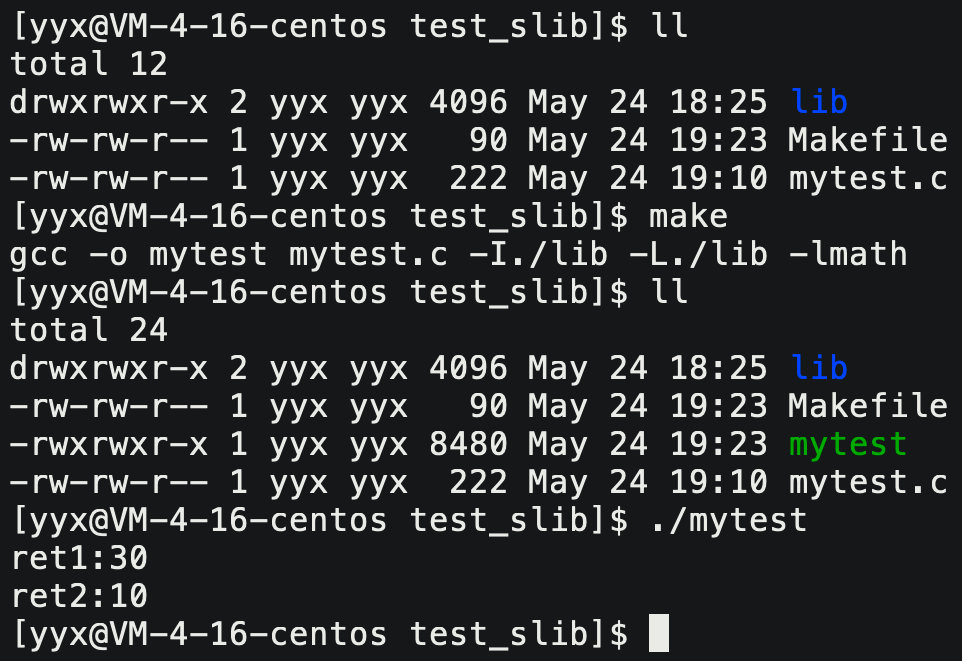 [yyx@VM-4-16-centos test_slib]$ ll
total 12
drwxrwxr-x 2 yyx yyx 4096 May 24 18:25 lib
-rw-rw-r-- 1 yyx yyx   90 May 24 19:23 Makefile
-rw-rw-r-- 1 yyx yyx  222 May 24 19:10 mytest.c
[yyx@VM-4-16-centos test_slib]$ make
gcc -o mytest mytest.c -I./lib -L./lib -lmath
[yyx@VM-4-16-centos test_slib]$ ll
total 24
drwxrwxr-x 2 yyx yyx 4096 May 24 18:25 lib
-rw-rw-r-- 1 yyx yyx   90 May 24 19:23 Makefile
-rwxrwxr-x 1 yyx yyx 8480 May 24 19:23 mytest
-rw-rw-r-- 1 yyx yyx  222 May 24 19:10 mytest.c
[yyx@VM-4-16-centos test_slib]$ ./mytest
ret1:30
ret2:10
[yyx@VM-4-16-centos test_slib]$